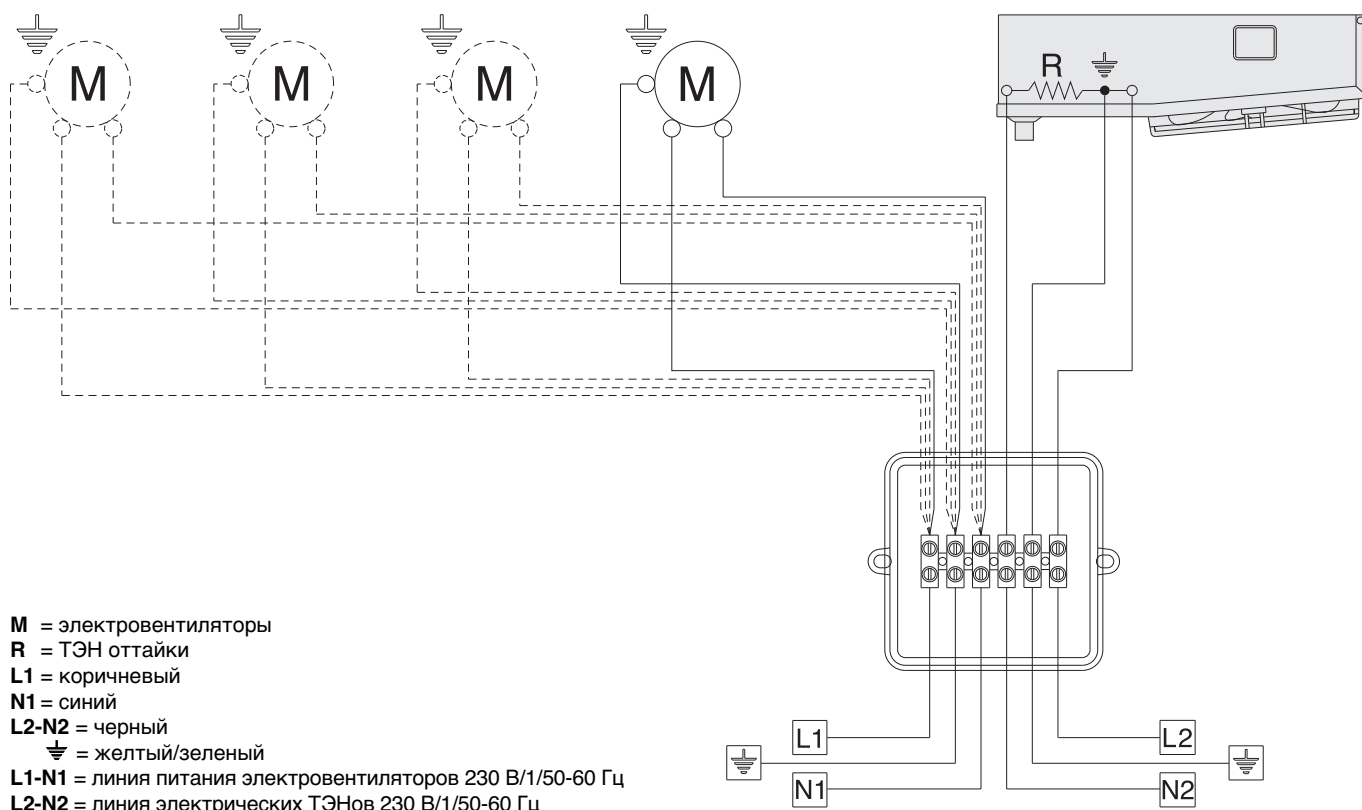 M M M M R
L1 L2
N1 N2
M = электровентиляторы
R = ТЭН оттайки
L1 = коричневый
N1 = синий
L2-N2 = черный
= желтый/зеленый
L1-N1 = линия питания электровентиляторов 230 В/1/50-60 Гц
L2-N2 = линия электрических ТЭНов 230 В/1/50-60 Гц